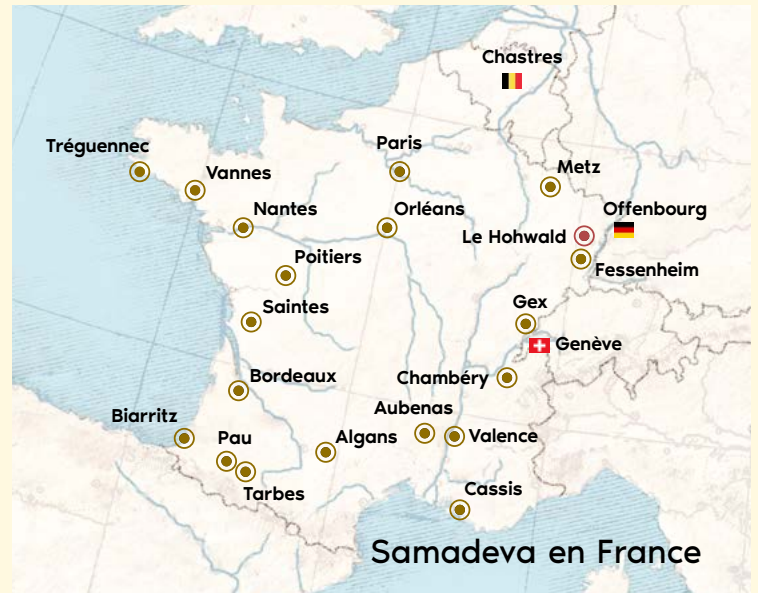 Chastres
Paris
Tréguennec
Vannes
Metz
Nantes
Orléans
Offenbourg
Le Hohwald
Poitiers
Fessenheim
Saintes
Gex
Genève
Bordeaux
Chambéry
Biarritz
Aubenas
Pau
Algans
Valence
Tarbes
Cassis
Samadeva en France